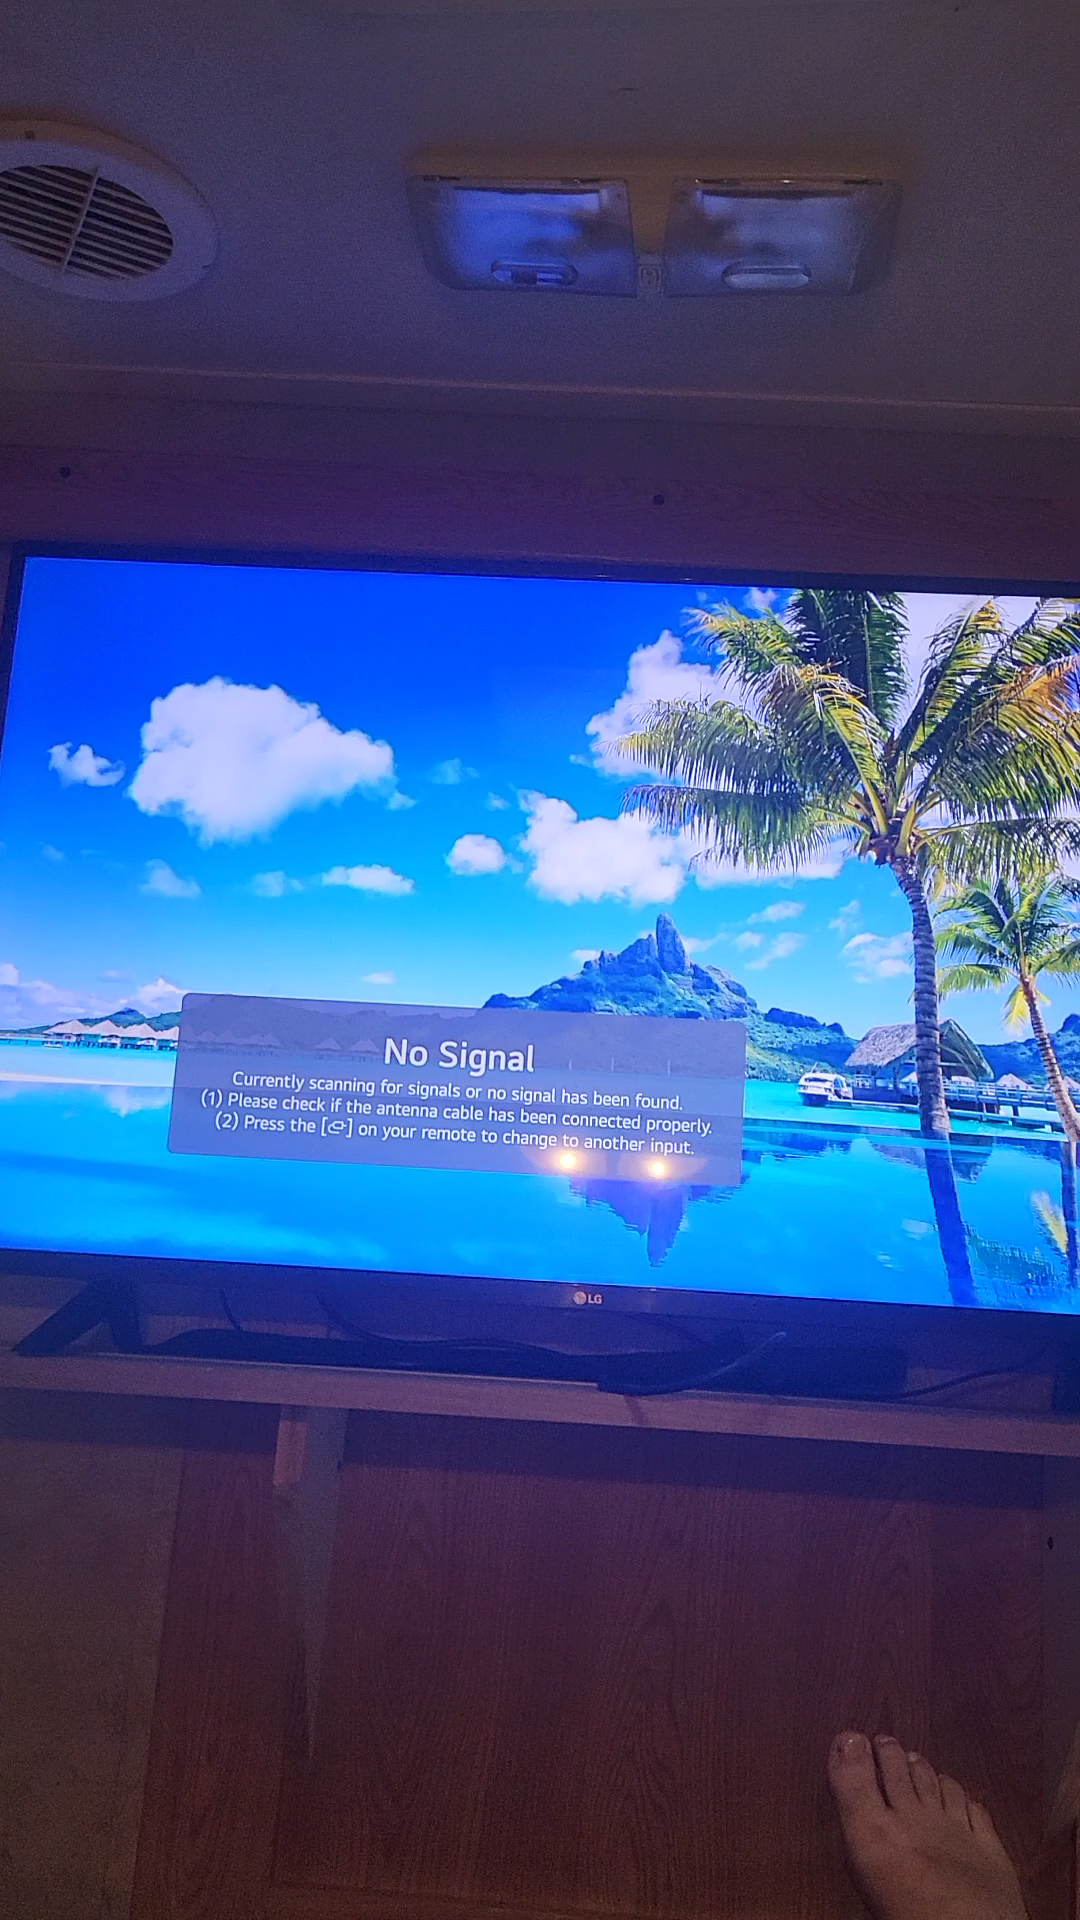 No Signal
Currently scanning for signals or no signal has been found.
(1) Please check if the antenna cable has been connected properly.
(2) Press the [⏎] on your remote to change to another input.
LG